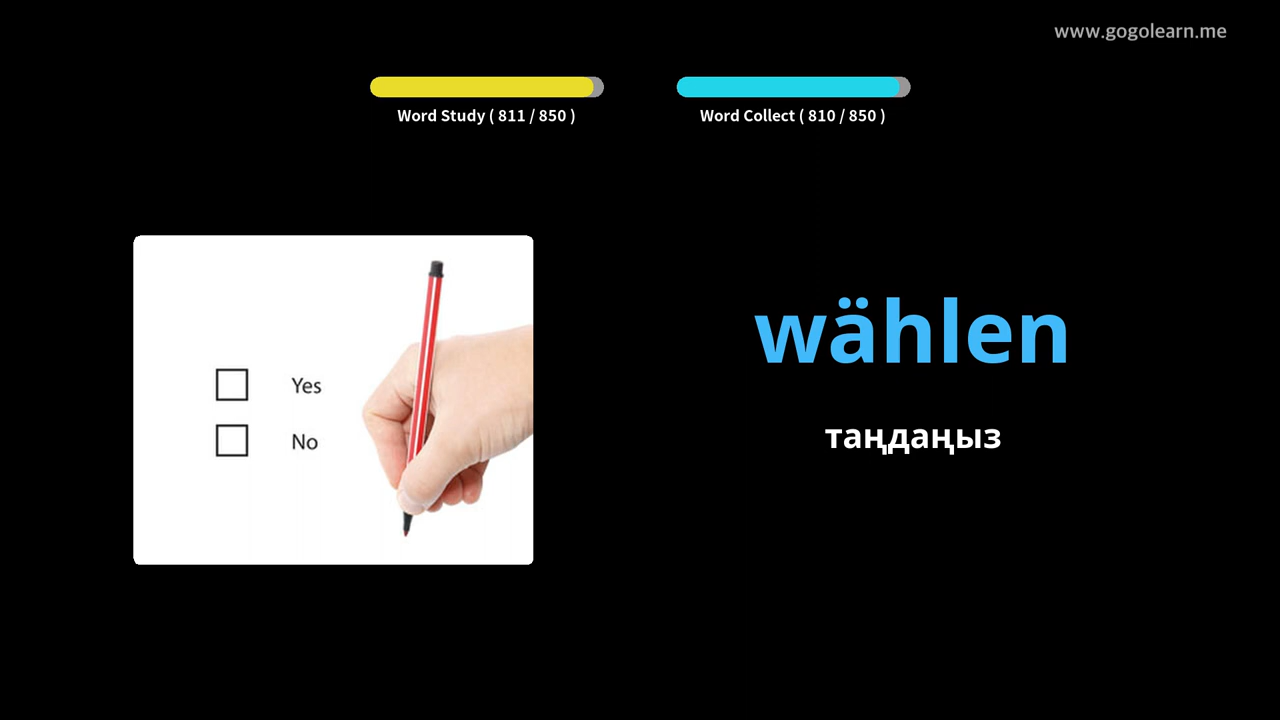 www.gogolearn.me
Word Study ( 811 / 850 )
Word Collect ( 810 / 850 )
Yes
No
wählen
таңдаңыз